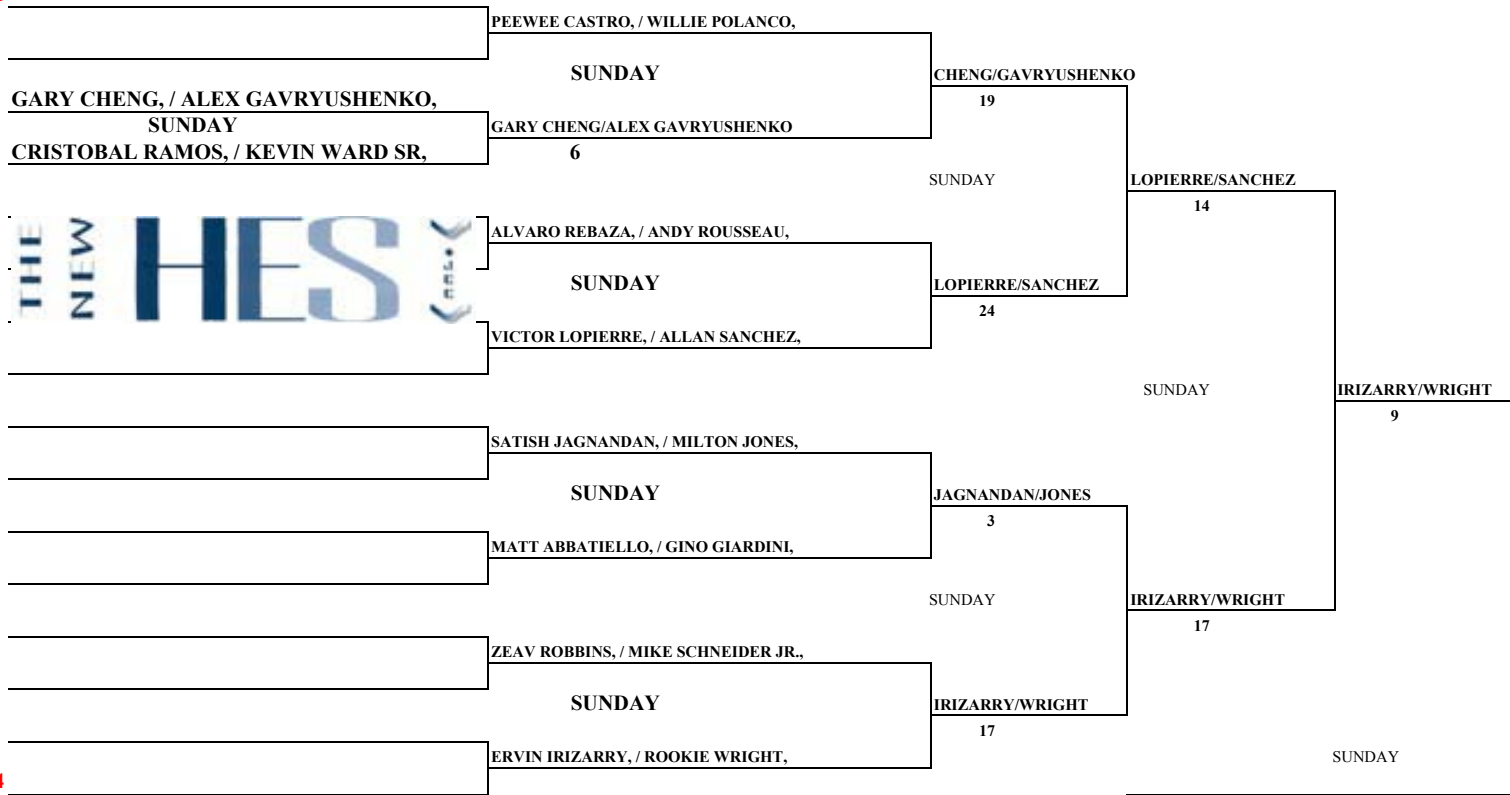 PEEWEE CASTRO, / WILLIE POLANCO,
SUNDAY
CHENG/GAVRYUSHENKO
19
GARY CHENG, / ALEX GAVRYUSHENKO,
SUNDAY
CRISTOBAL RAMOS, / KEVIN WARD SR,
GARY CHENG/ALEX GAVRYUSHENKO
6
SUNDAY
LOPIERRE/SANCHEZ
14
THE
NEW
HES
ALVARO REBAZA, / ANDY ROUSSEAU,
SUNDAY
LOPIERRE/SANCHEZ
24
VICTOR LOPIERRE, / ALLAN SANCHEZ,
SUNDAY
IRIZARRY/WRIGHT
9
SATISH JAGNANDAN, / MILTON JONES,
SUNDAY
JAGNANDAN/JONES
3
MATT ABBATIELLO, / GINO GIARDINI,
SUNDAY
IRIZARRY/WRIGHT
17
ZEAV ROBBINS, / MIKE SCHNEIDER JR.,
SUNDAY
IRIZARRY/WRIGHT
17
ERVIN IRIZARRY, / ROOKIE WRIGHT,
SUNDAY